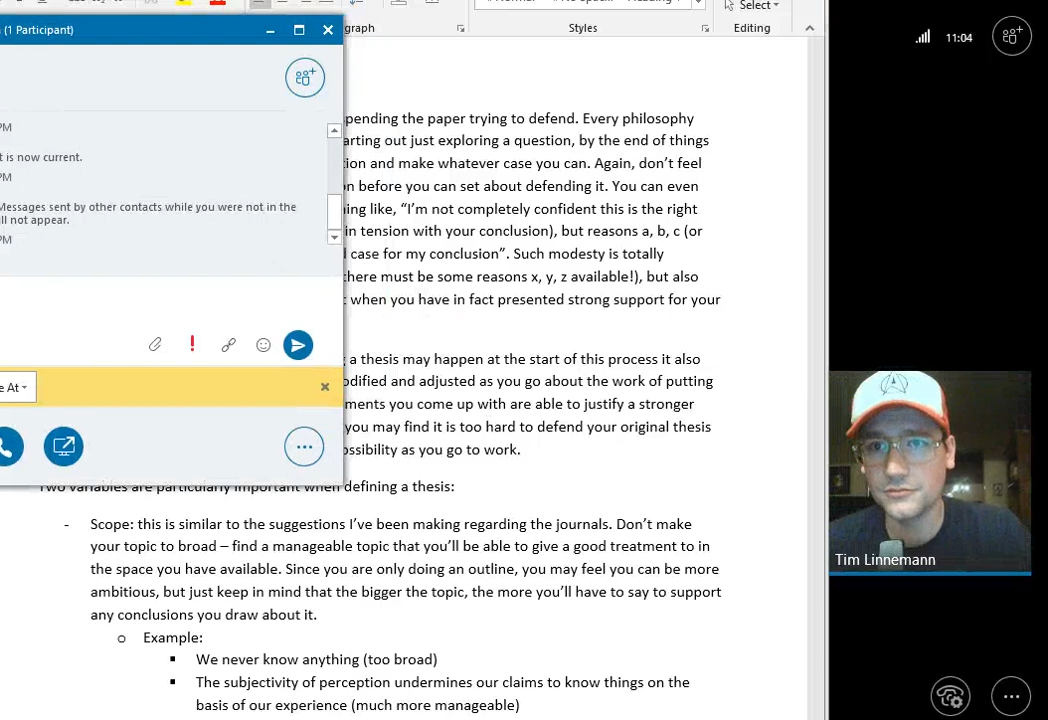 Select
(1 Participant)
graph
Styles
Editing
11:04
PM
t is now current.
PM
Messages sent by other contacts while you were not in the
ll not appear.
PM
e At
pending the paper trying to defend. Every philosophy
arting out just exploring a question, by the end of things
tion and make whatever case you can. Again, don't feel
n before you can set about defending it. You can even
ing like, "I'm not completely confident this is the right
in tension with your conclusion), but reasons a, b, c (or
d case for my conclusion". Such modesty is totally
there must be some reasons x, y, z available!), but also
t when you have in fact presented strong support for your
g a thesis may happen at the start of this process it also
odified and adjusted as you go about the work of putting
ments you come up with are able to justify a stronger
you may find it is too hard to defend your original thesis
ossibility as you go to work.
Two variables are particularly important when defining a thesis:
- Scope: this is similar to the suggestions I've been making regarding the journals. Don't make
your topic to broad – find a manageable topic that you'll be able to give a good treatment to in
the space you have available. Since you are only doing an outline, you may feel you can be more
ambitious, but just keep in mind that the bigger the topic, the more you'll have to say to support
any conclusions you draw about it.
o Example:
▪ We never know anything (too broad)
▪ The subjectivity of perception undermines our claims to know things on the
basis of our experience (much more manageable)
Tim Linnemann